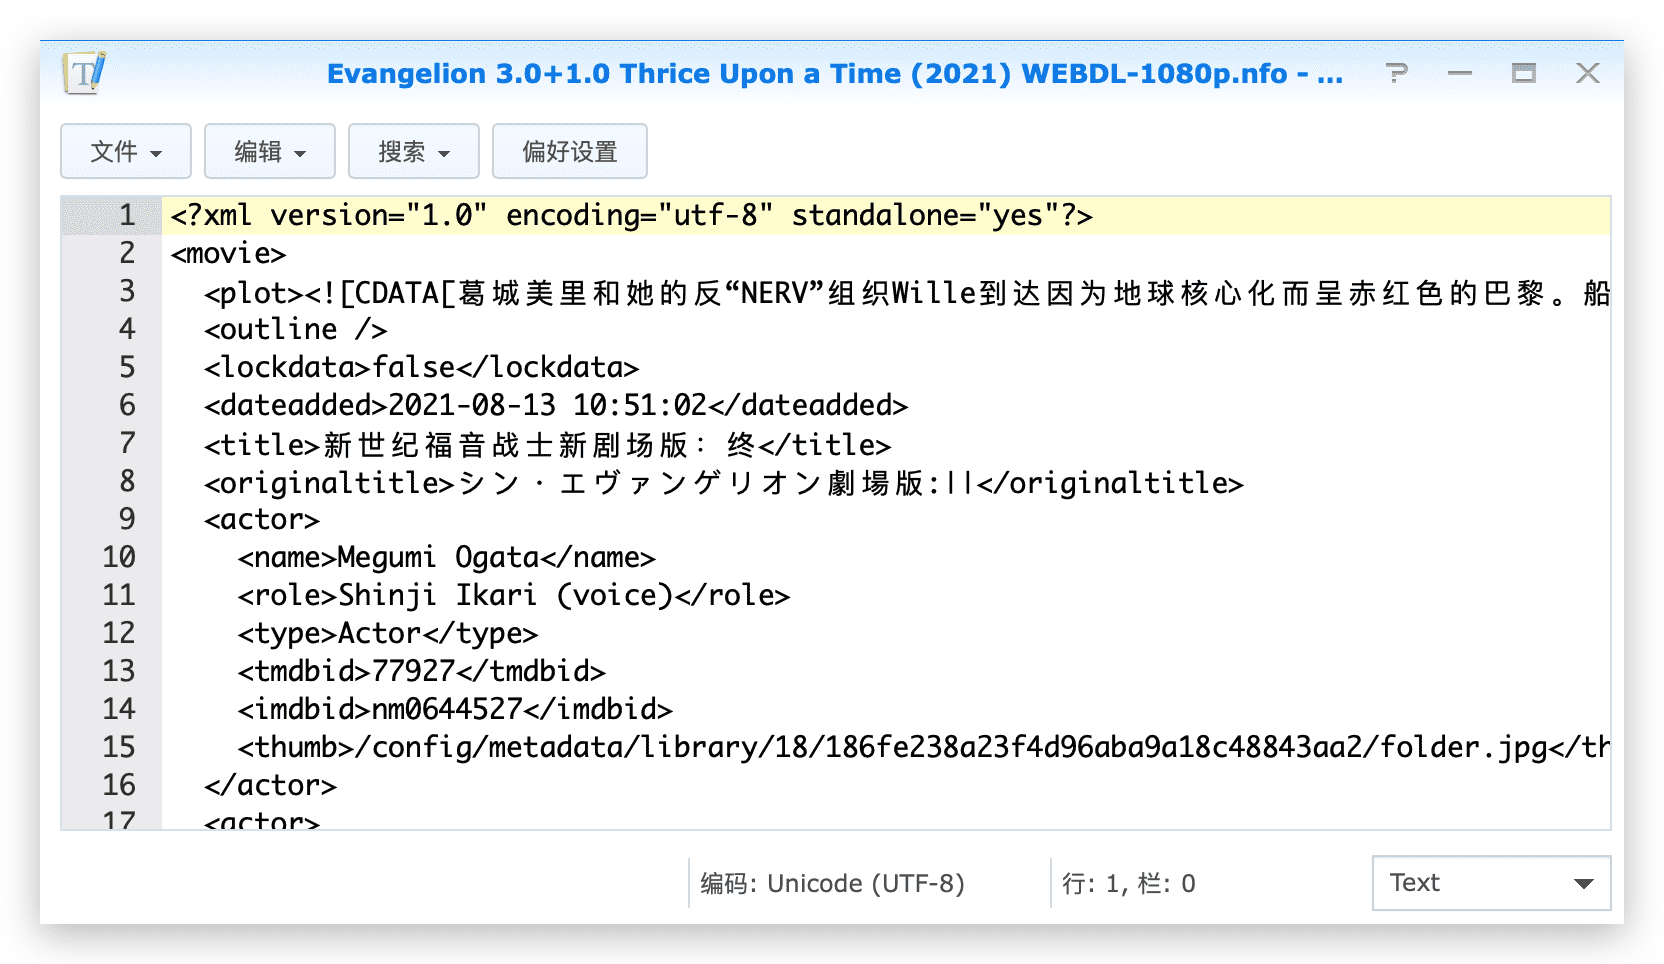 Evangelion 3.0+1.0 Thrice Upon a Time (2021) WEBDL-1080p.nfo - ...
文件 编辑 搜索 偏好设置
1 <?xml version="1.0" encoding="utf-8" standalone="yes"?>
2 <movie>
3 <plot><![CDATA[葛城美里和她的反“NERV”组织Wille到达因为地球核心化而呈赤红色的巴黎。船
4 <outline />
5 <lockdata>false</lockdata>
6 <dateadded>2021-08-13 10:51:02</dateadded>
7 <title>新世纪福音战士新剧场版：终</title>
8 <originaltitle>シン・エヴァンゲリオン劇場版:||</originaltitle>
9 <actor>
10 <name>Megumi Ogata</name>
11 <role>Shinji Ikari (voice)</role>
12 <type>Actor</type>
13 <tmdbid>77927</tmdbid>
14 <imdbid>nm0644527</imdbid>
15 <thumb>/config/metadata/library/18/186fe238a23f4d96aba9a18c48843aa2/folder.jpg</th
16 </actor>
17 <actor>
编码: Unicode (UTF-8) 行: 1, 栏: 0 Text